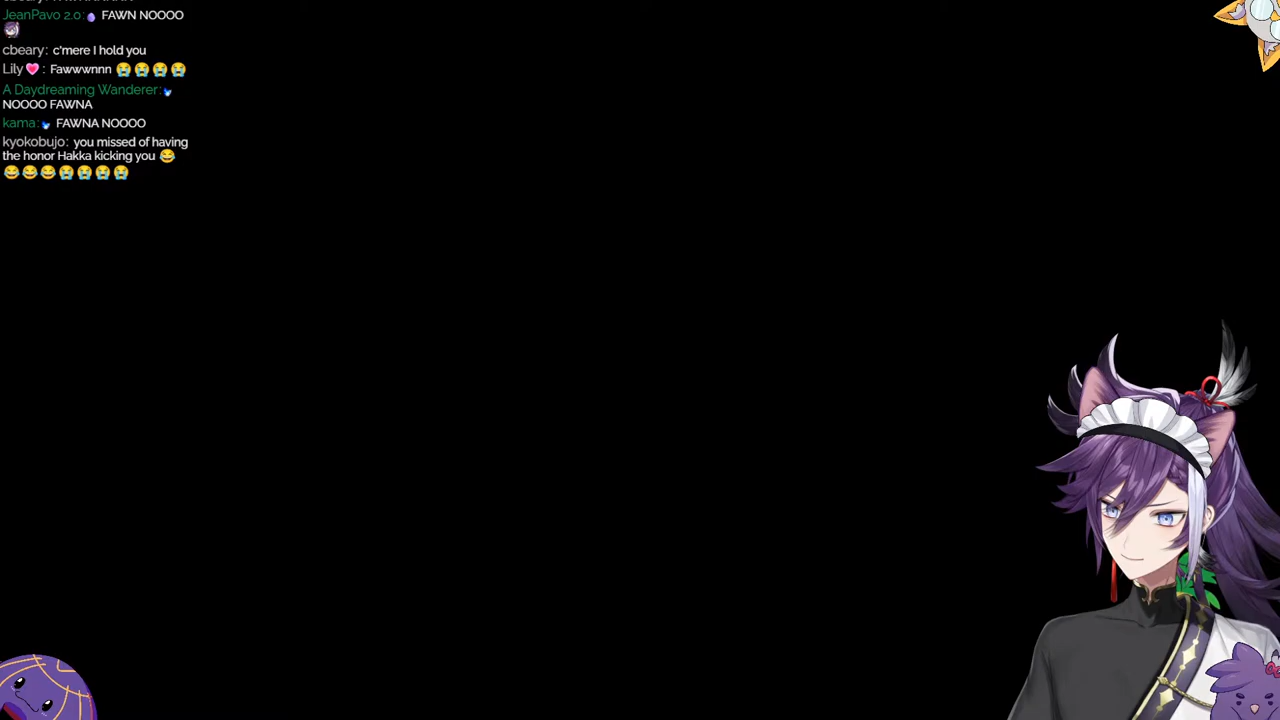 JeanPavo 2.0: FAWN NOOOO
cbeary: c'mere I hold you
Lily💗 : Fawwwnnn 😭😭😭😭
A Daydreaming Wanderer:
NOOOO FAWNA
kama: FAWNA NOOOO
kyokobujo: you missed of having
the honor Hakka kicking you 😂
😂😂😂😭😭😭😭